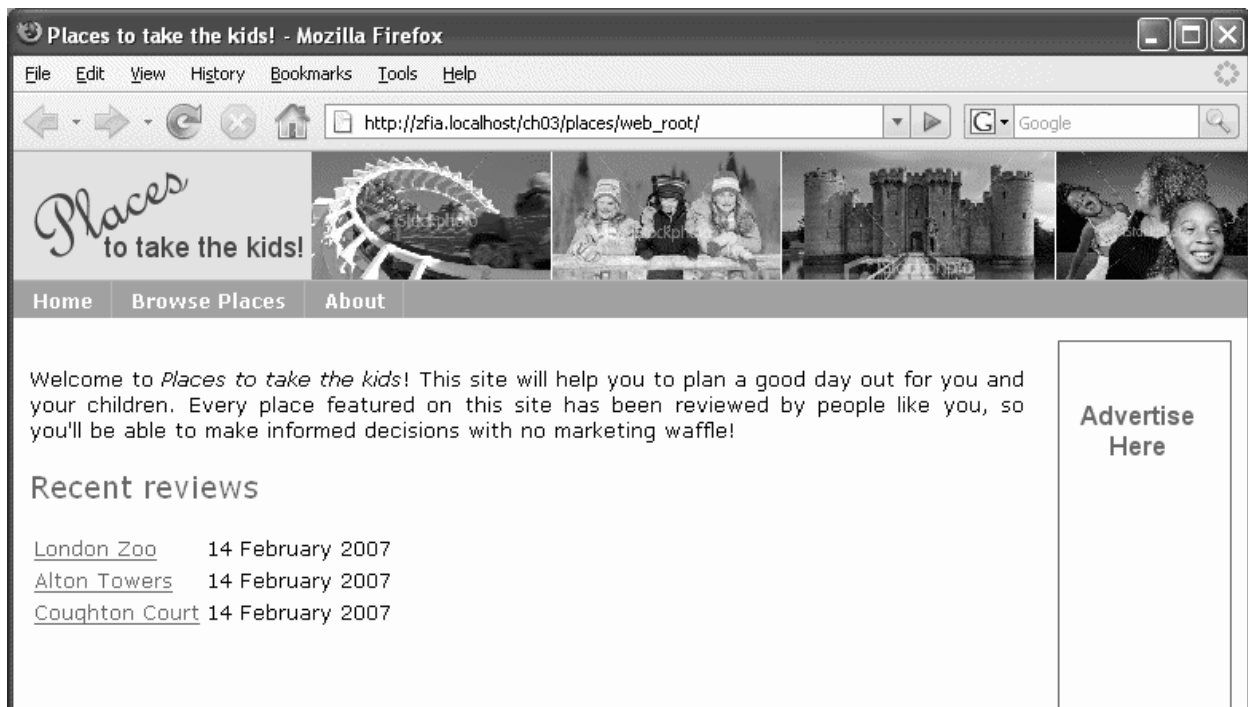 Places to take the kids! - Mozilla Firefox
File Edit View History Bookmarks Tools Help
http://zfia.localhost/ch03/places/web_root/
G Google
Places
to take the kids!
iStockphoto
Home Browse Places About
Welcome to Places to take the kids! This site will help you to plan a good day out for you and
your children. Every place featured on this site has been reviewed by people like you, so
you'll be able to make informed decisions with no marketing waffle!
Advertise
Here
Recent reviews
London Zoo 14 February 2007
Alton Towers 14 February 2007
Coughton Court 14 February 2007